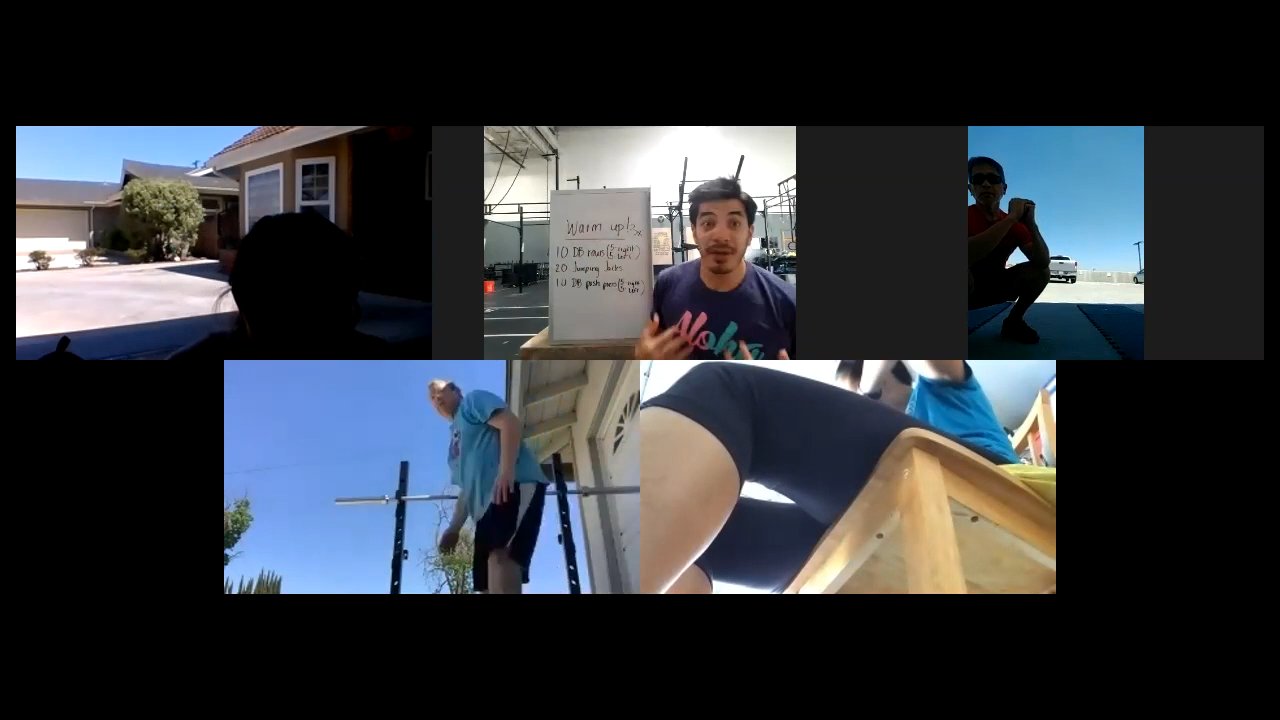 Warm up! 2x
10 DB rows (5 right
5 left)
20 Jumping Jacks
10 DB push press (5 right
5 left)
Aloha